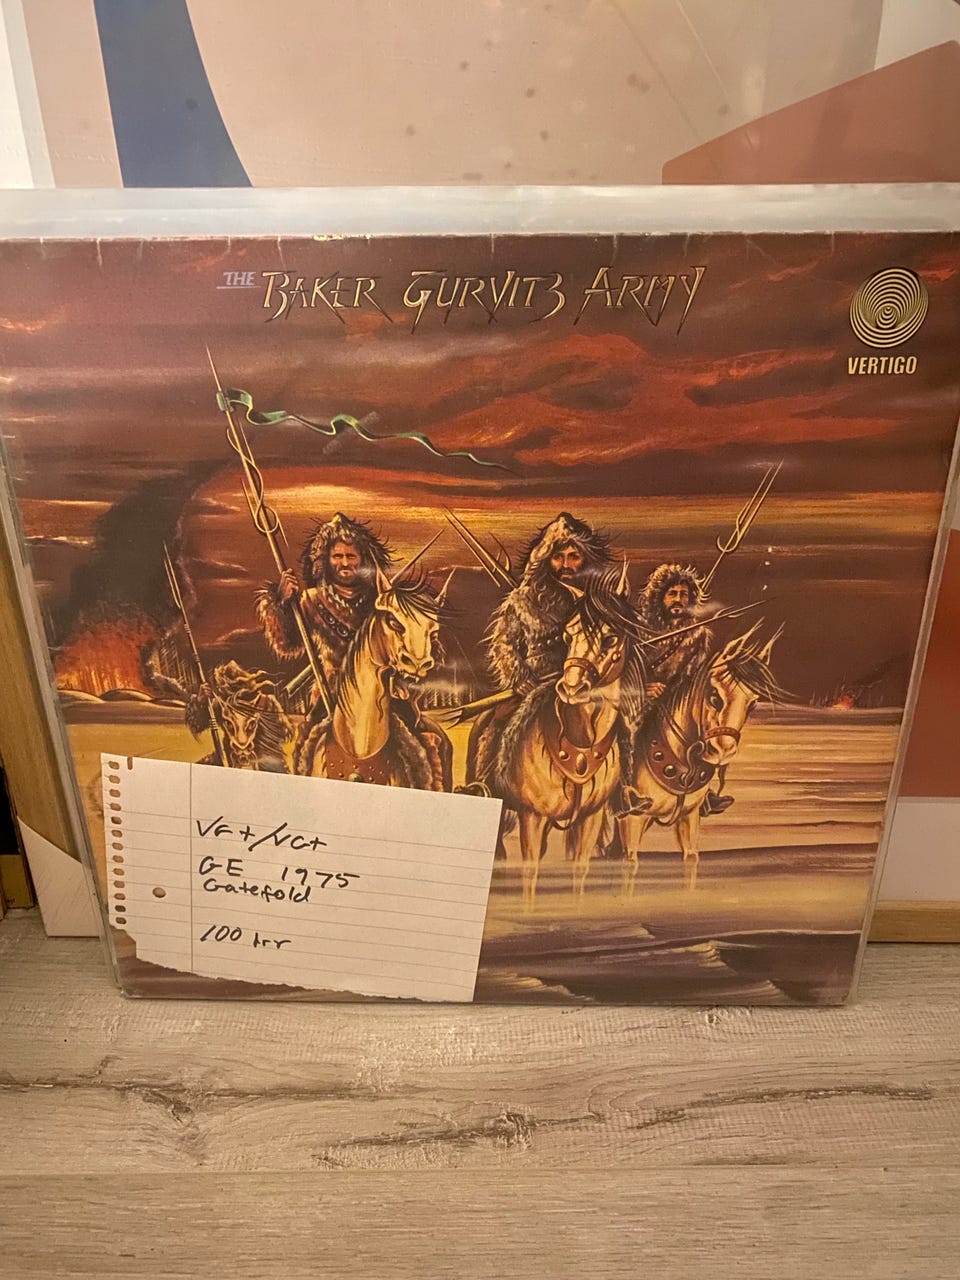 THE BAKER GURVITZ ARMY
VERTIGO
VG+/VG+
GE 1975
Gatefold
100 kr